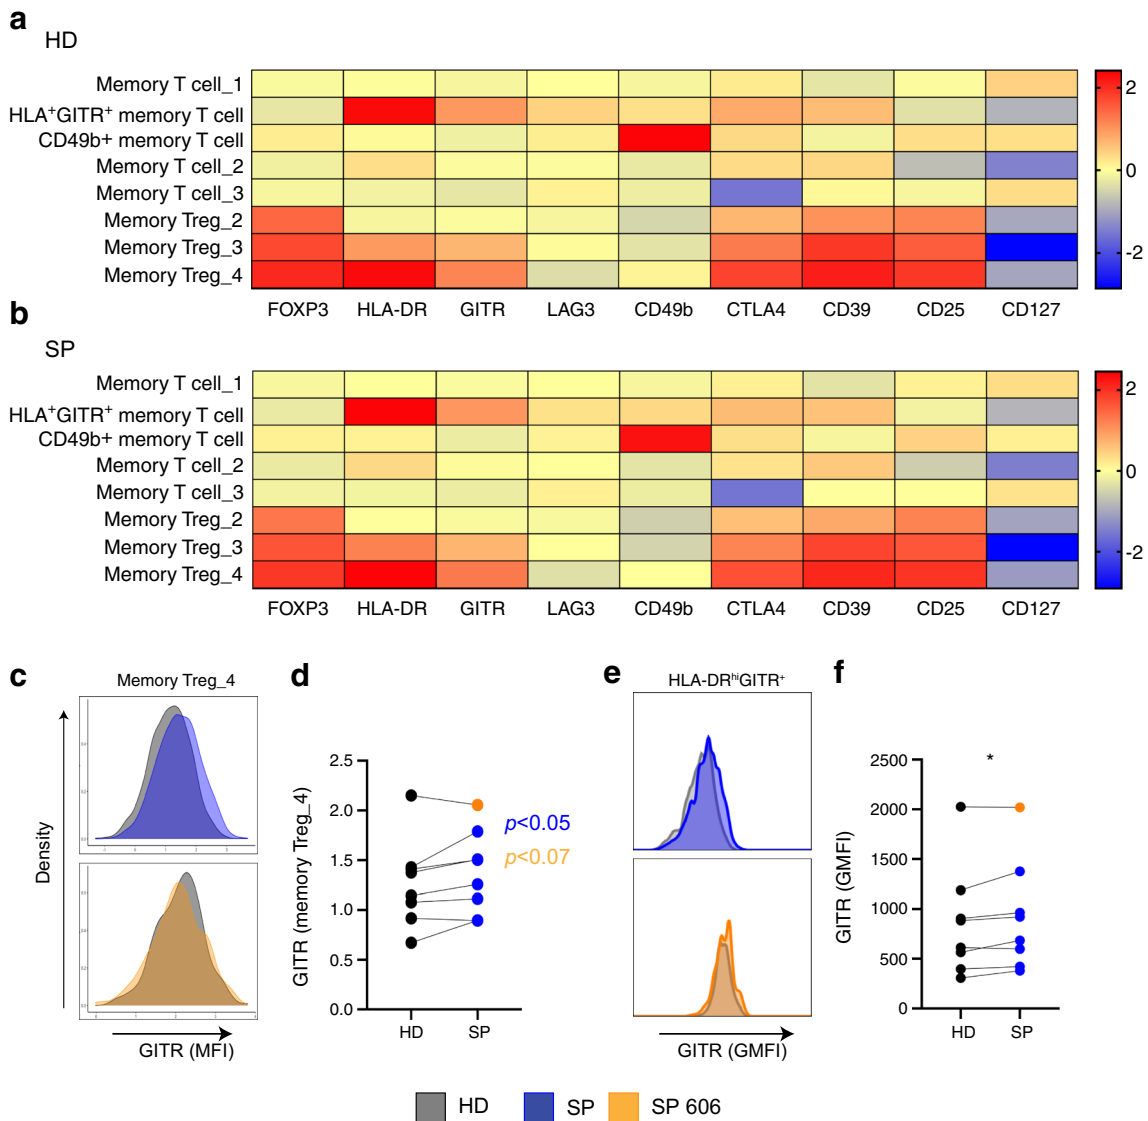 a
HD
Memory T cell_1
HLA⁺GITR⁺ memory T cell
CD49b+ memory T cell
Memory T cell_2
Memory T cell_3
Memory Treg_2
Memory Treg_3
Memory Treg_4
FOXP3 HLA-DR GITR LAG3 CD49b CTLA4 CD39 CD25 CD127
2
0
-2
b
SP
Memory T cell_1
HLA⁺GITR⁺ memory T cell
CD49b+ memory T cell
Memory T cell_2
Memory T cell_3
Memory Treg_2
Memory Treg_3
Memory Treg_4
FOXP3 HLA-DR GITR LAG3 CD49b CTLA4 CD39 CD25 CD127
2
0
-2
c
Memory Treg_4
Density
GITR (MFI)
d
GITR (memory Treg_4)
2.5
2.0
1.5
1.0
0.5
0.0
HD SP
p<0.05
p<0.07
e
HLA-DRʰⁱGITR⁺
GITR (GMFI)
f
GITR (GMFI)
2500
2000
1500
1000
500
0
*
HD SP
HD SP SP 606